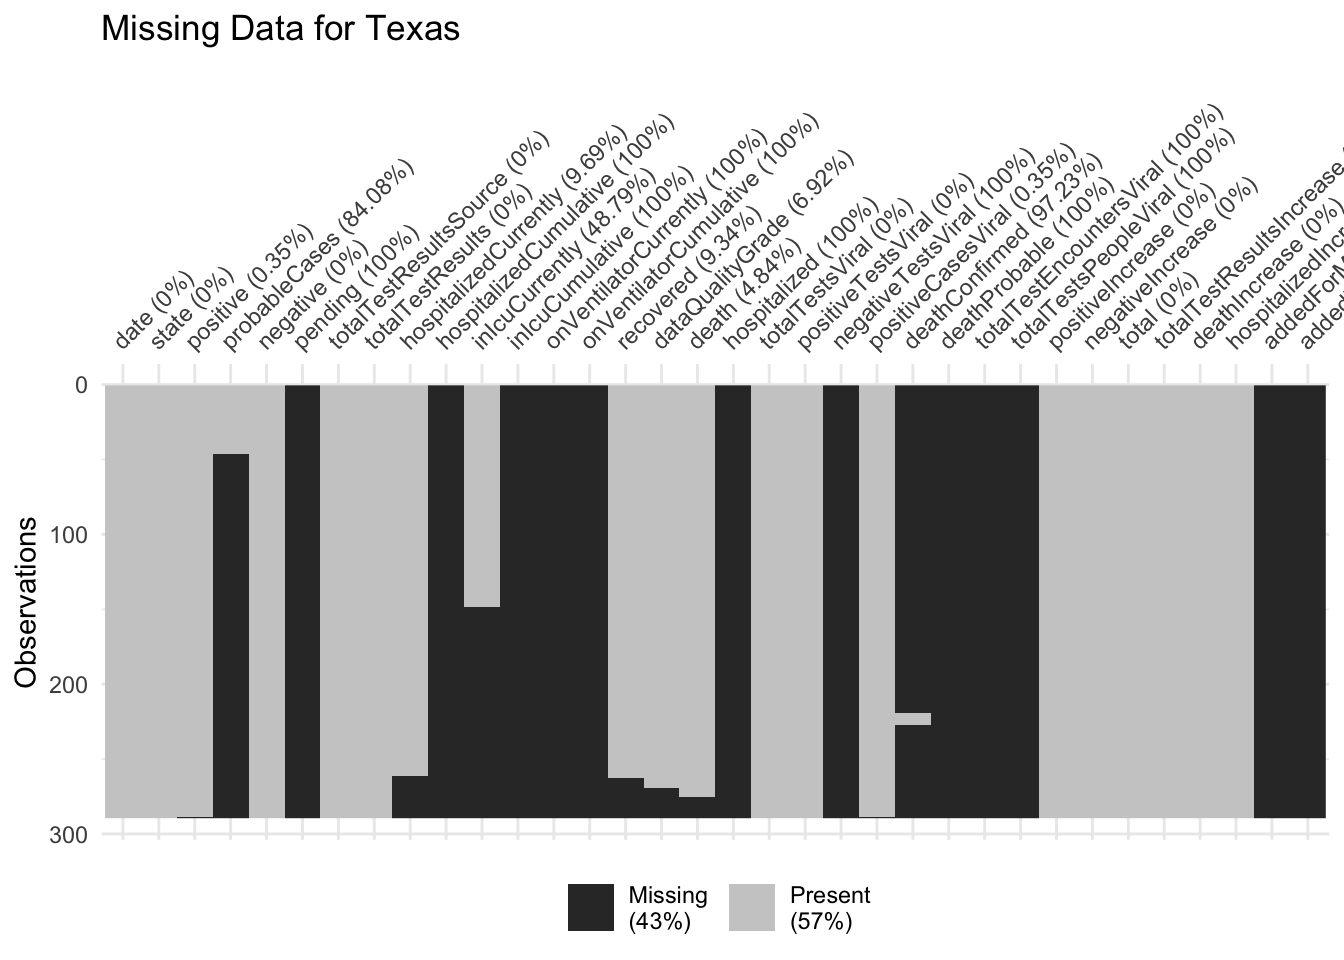 Missing Data for Texas
date (0%)
state (0%)
positive (0.35%)
probableCases (84.08%)
negative (0%)
pending (100%)
totalTestResultsSource (0%)
totalTestResults (0%)
hospitalizedCurrently (9.69%)
hospitalizedCumulative (100%)
inIcuCurrently (48.79%)
inIcuCumulative (100%)
onVentilatorCurrently (100%)
onVentilatorCumulative (100%)
recovered (9.34%)
dataQualityGrade (6.92%)
death (4.84%)
hospitalized (100%)
totalTestsViral (0%)
positiveTestsViral (0%)
negativeTestsViral (100%)
positiveCasesViral (0.35%)
deathConfirmed (97.23%)
deathProbable (100%)
totalTestEncountersViral (100%)
totalTestsPeopleViral (100%)
positiveIncrease (0%)
negativeIncrease (0%)
total (0%)
totalTestResultsIncrease
deathIncrease (0%)
hospitalizedInc
addedFor
added
Observations
0
100
200
300
Missing
(43%)
Present
(57%)